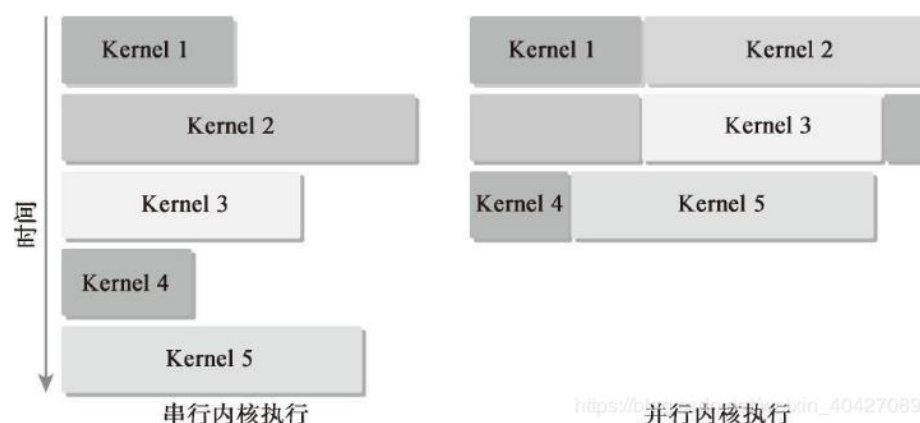 Kernel 1
Kernel 2
Kernel 3
Kernel 4
Kernel 5
时间
串行内核执行
Kernel 1
Kernel 2
Kernel 3
Kernel 4
Kernel 5
并行内核执行